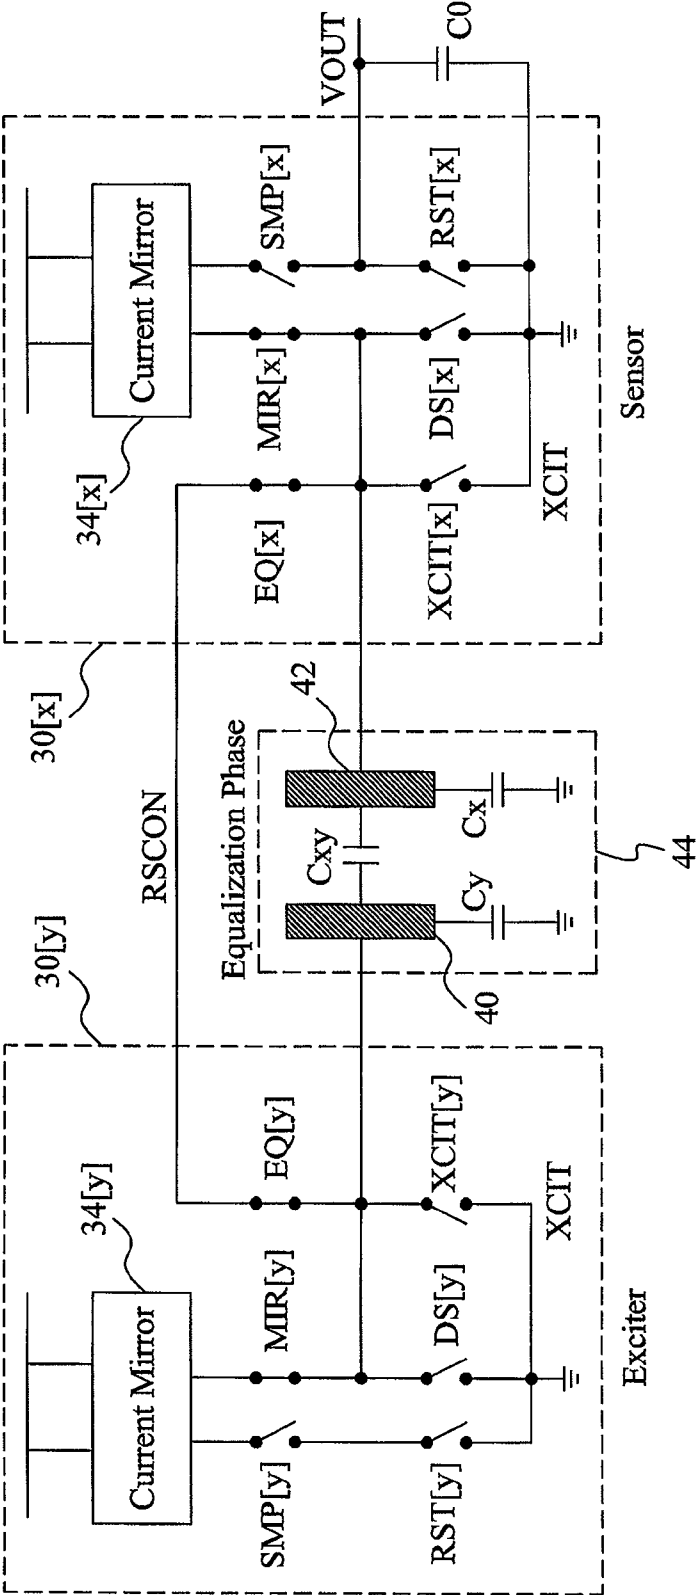 30[y]
34[y]
Current Mirror
SMP[y]
MIR[y]
EQ[y]
RST[y]
DS[y]
XCIT[y]
XCIT
Exciter
RSCON
Equalization Phase
Cxy
Cy
Cx
40
42
44
30[x]
34[x]
Current Mirror
EQ[x]
MIR[x]
SMP[x]
XCIT[x]
DS[x]
RST[x]
XCIT
Sensor
VOUT
C0